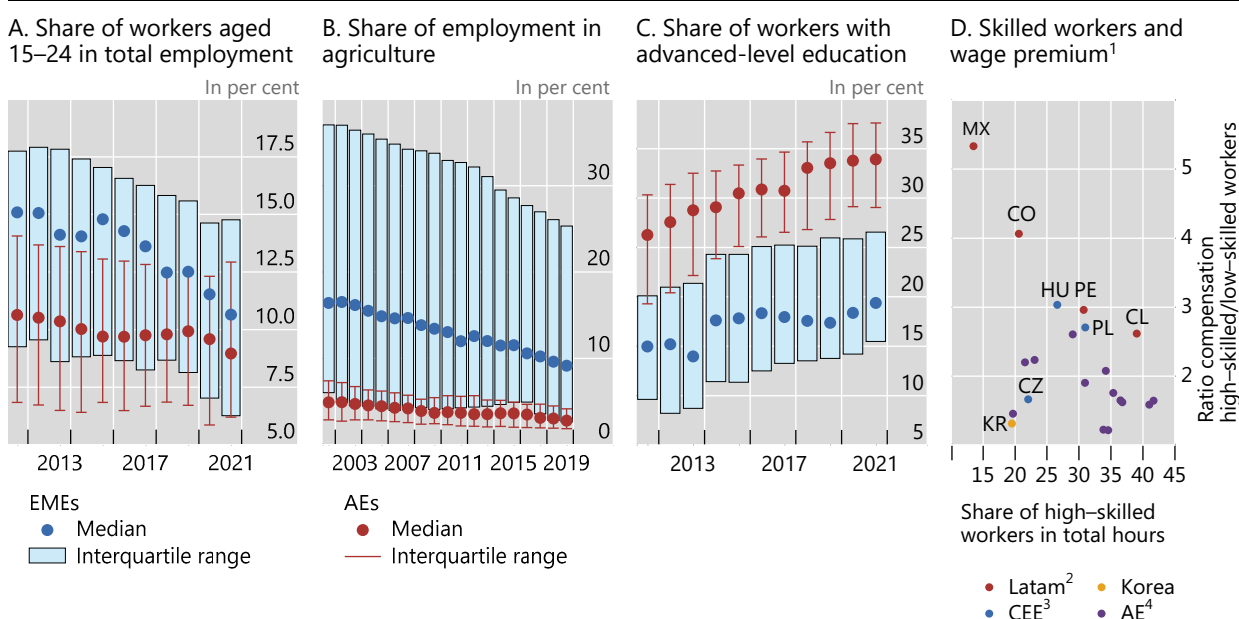 A. Share of workers aged
15–24 in total employment
In per cent
17.5
15.0
12.5
10.0
7.5
5.0
2013 2017 2021
B. Share of employment in
agriculture
In per cent
30
20
10
0
2003 2007 2011 2015 2019
C. Share of workers with
advanced-level education
In per cent
35
30
25
20
15
10
5
2013 2017 2021
D. Skilled workers and
wage premium1
MX
CO
HU PE
PL
CL
CZ
KR
5
4
3
2
Ratio compensation
high–skilled/low–skilled workers
15 20 25 30 35 40 45
Share of high–skilled
workers in total hours
EMEs
Median
Interquartile range
AEs
Median
Interquartile range
Latam2
Korea
CEE3
AE4